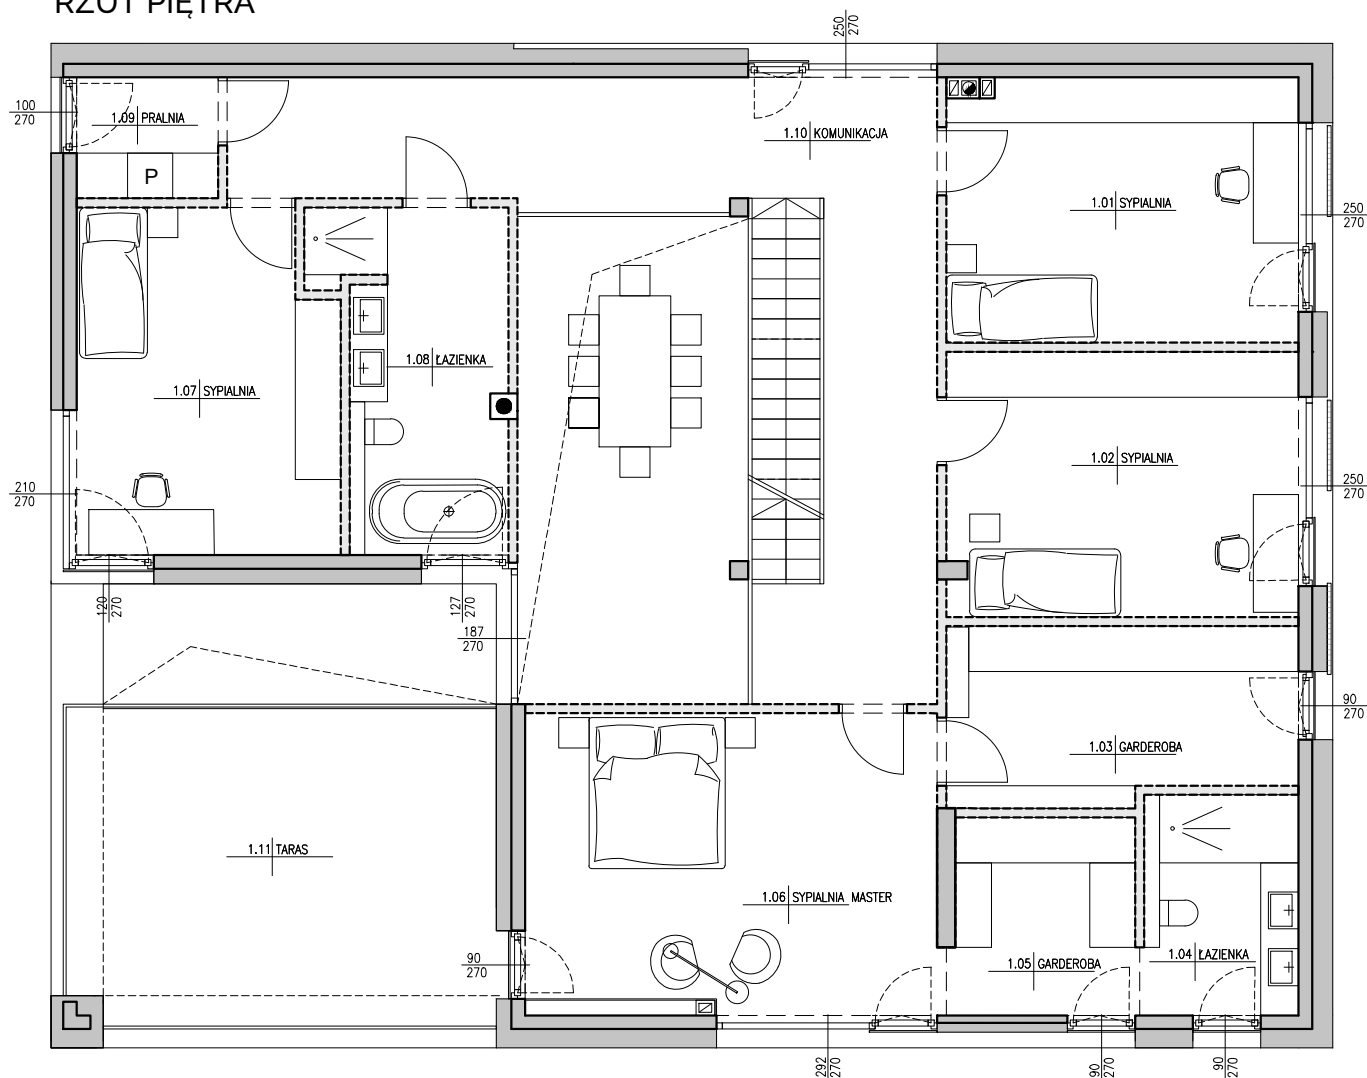 RZUT PIĘTRA
250
270
100
270
1.09 PRALNIA
P
1.10 KOMUNIKACJA
1.01 SYPIALNIA
250
270
1.08 ŁAZIENKA
1.07 SYPIALNIA
1.02 SYPIALNIA
210
270
250
270
120
270
127
270
187
270
90
270
1.03 GARDEROBA
1.11 TARAS
1.06 SYPIALNIA MASTER
90
270
1.05 GARDEROBA
1.04 ŁAZIENKA
292
270
90
270
90
270